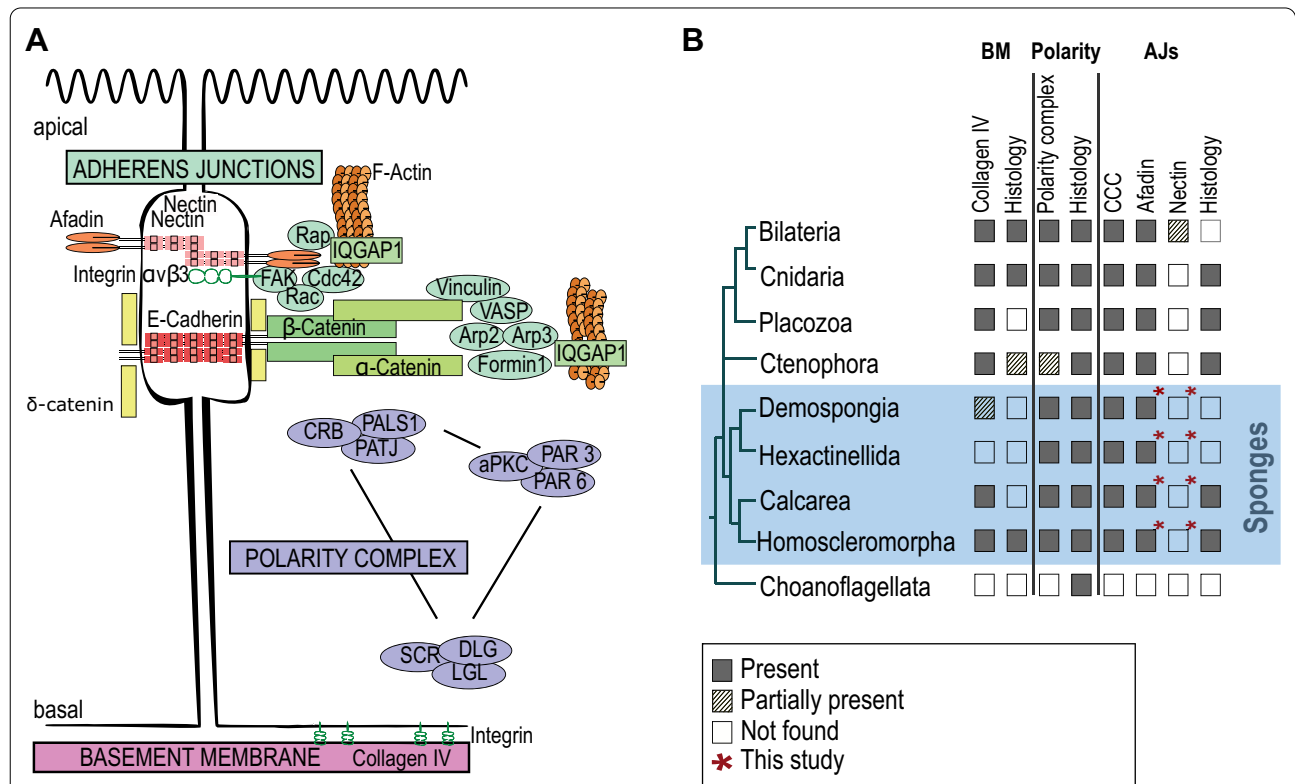 A
apical
ADHERENS JUNCTIONS
F-Actin
Nectin
Nectin
Afadin
Rap
IQGAP1
Integrin αvβ3
FAK
Cdc42
Rac
Vinculin
VASP
E-Cadherin
β-Catenin
Arp2
Arp3
IQGAP1
α-Catenin
Formin1
δ-catenin
CRB
PALS1
PATJ
aPKC
PAR 3
PAR 6
POLARITY COMPLEX
SCR
DLG
LGL
basal
Integrin
BASEMENT MEMBRANE
Collagen IV
B
BM Polarity AJs
Collagen IV
Histology
Polarity complex
Histology
CCC
Afadin
Nectin
Histology
Bilateria
Cnidaria
Placozoa
Ctenophora
Demospongia
Hexactinellida
Calcarea
Homoscleromorpha
Choanoflagellata
Sponges
Present
Partially present
Not found
* This study